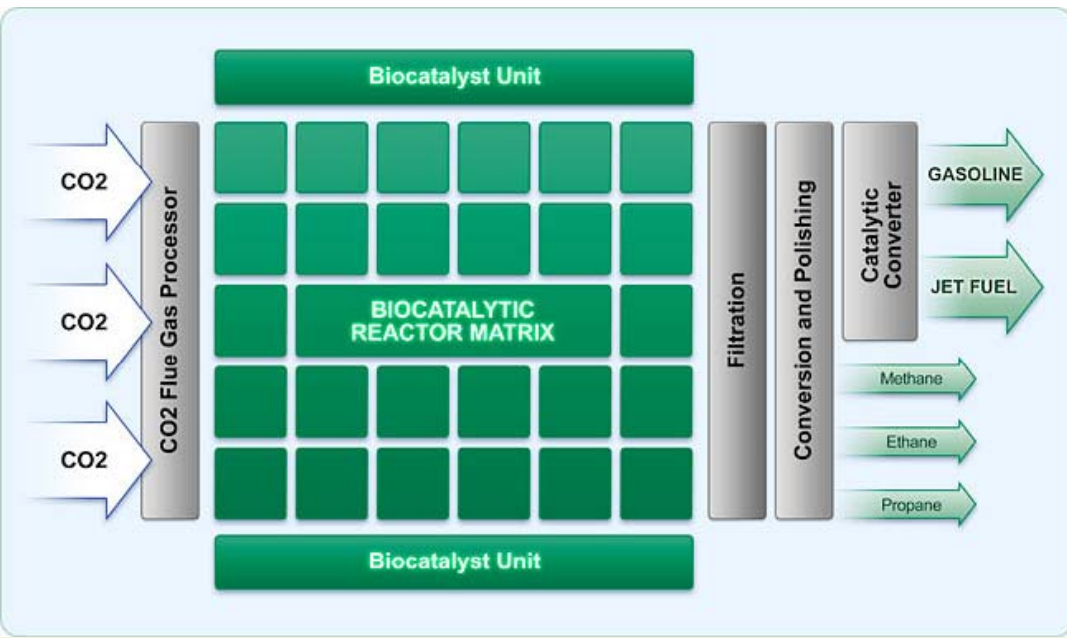 Biocatalyst Unit
CO2
CO2
CO2
CO2 Flue Gas Processor
BIOCATALYTIC
REACTOR MATRIX
Biocatalyst Unit
Filtration
Conversion and Polishing
Catalytic
Converter
GASOLINE
JET FUEL
Methane
Ethane
Propane